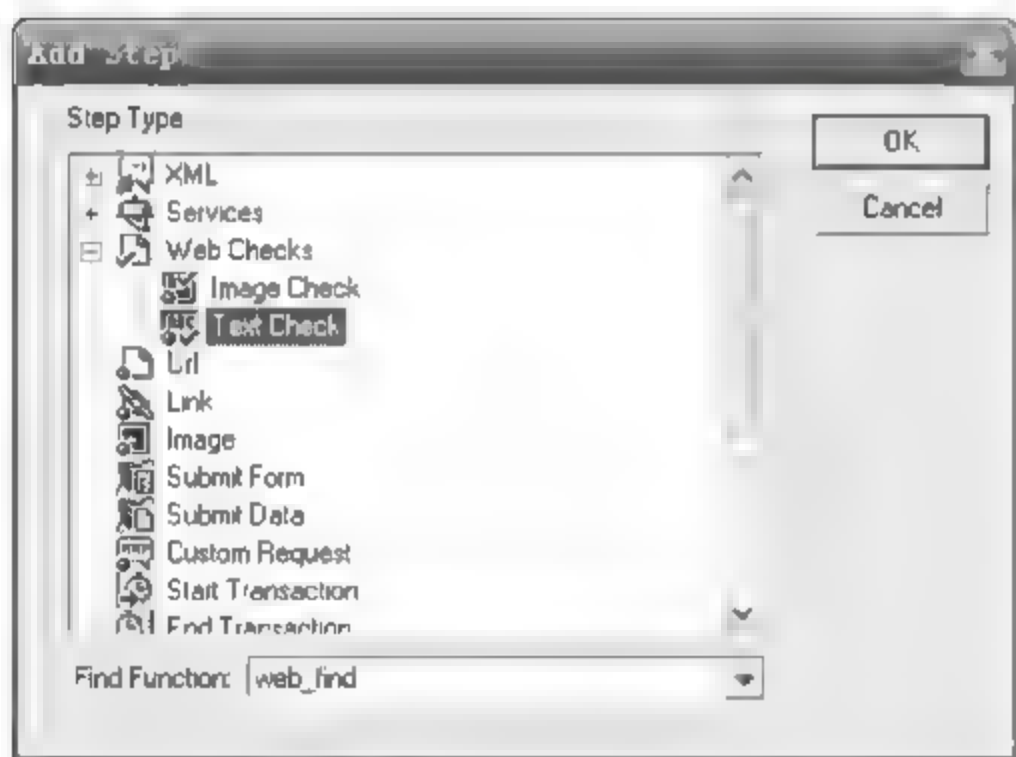 Add Step
Step Type
OK
Cancel
XML
Services
Web Checks
Image Check
Text Check
Url
Link
Image
Submit Form
Submit Data
Custom Request
Start Transaction
End Transaction
Find Function: web_find